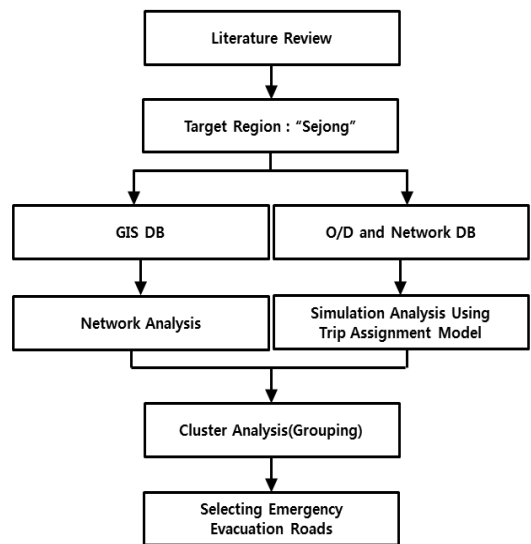 Literature Review
Target Region : “Sejong”
GIS DB
O/D and Network DB
Network Analysis
Simulation Analysis Using
Trip Assignment Model
Cluster Analysis(Grouping)
Selecting Emergency
Evacuation Roads